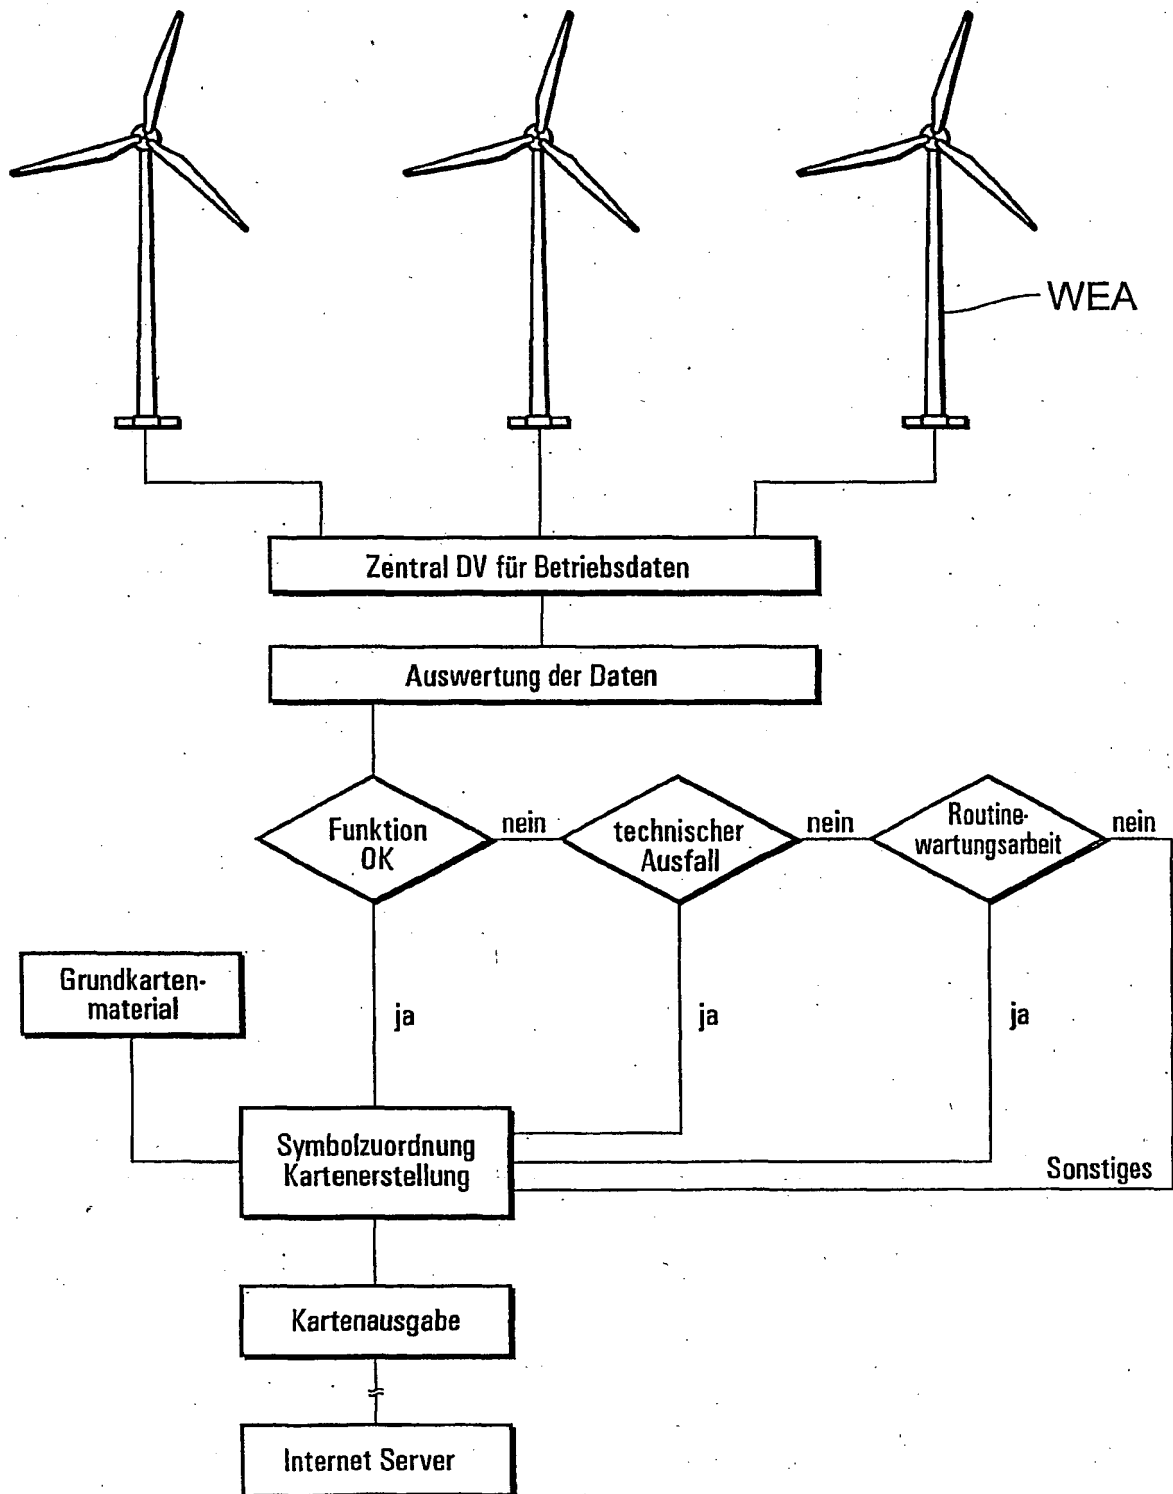 WEA
Zentral DV für Betriebsdaten
Auswertung der Daten
Funktion
OK
nein
technischer
Ausfall
nein
Routine-
wartungsarbeit
nein
Grundkarten-
material
ja
ja
ja
Symbolzuordnung
Kartenerstellung
Sonstiges
Kartenausgabe
Internet Server